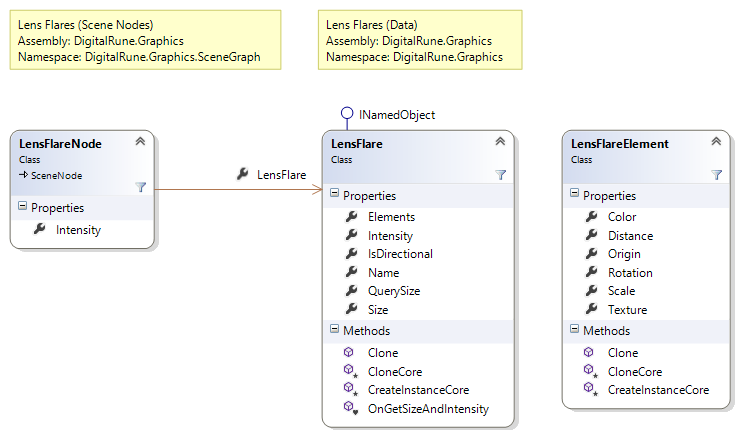 Lens Flares (Scene Nodes)
Assembly: DigitalRune.Graphics
Namespace: DigitalRune.Graphics.SceneGraph
Lens Flares (Data)
Assembly: DigitalRune.Graphics
Namespace: DigitalRune.Graphics
LensFlareNode
Class
SceneNode
Properties
Intensity
LensFlare
INamedObject
LensFlare
Class
Properties
Elements
Intensity
IsDirectional
Name
QuerySize
Size
Methods
Clone
CloneCore
CreateInstanceCore
OnGetSizeAndIntensity
LensFlareElement
Class
Properties
Color
Distance
Origin
Rotation
Scale
Texture
Methods
Clone
CloneCore
CreateInstanceCore